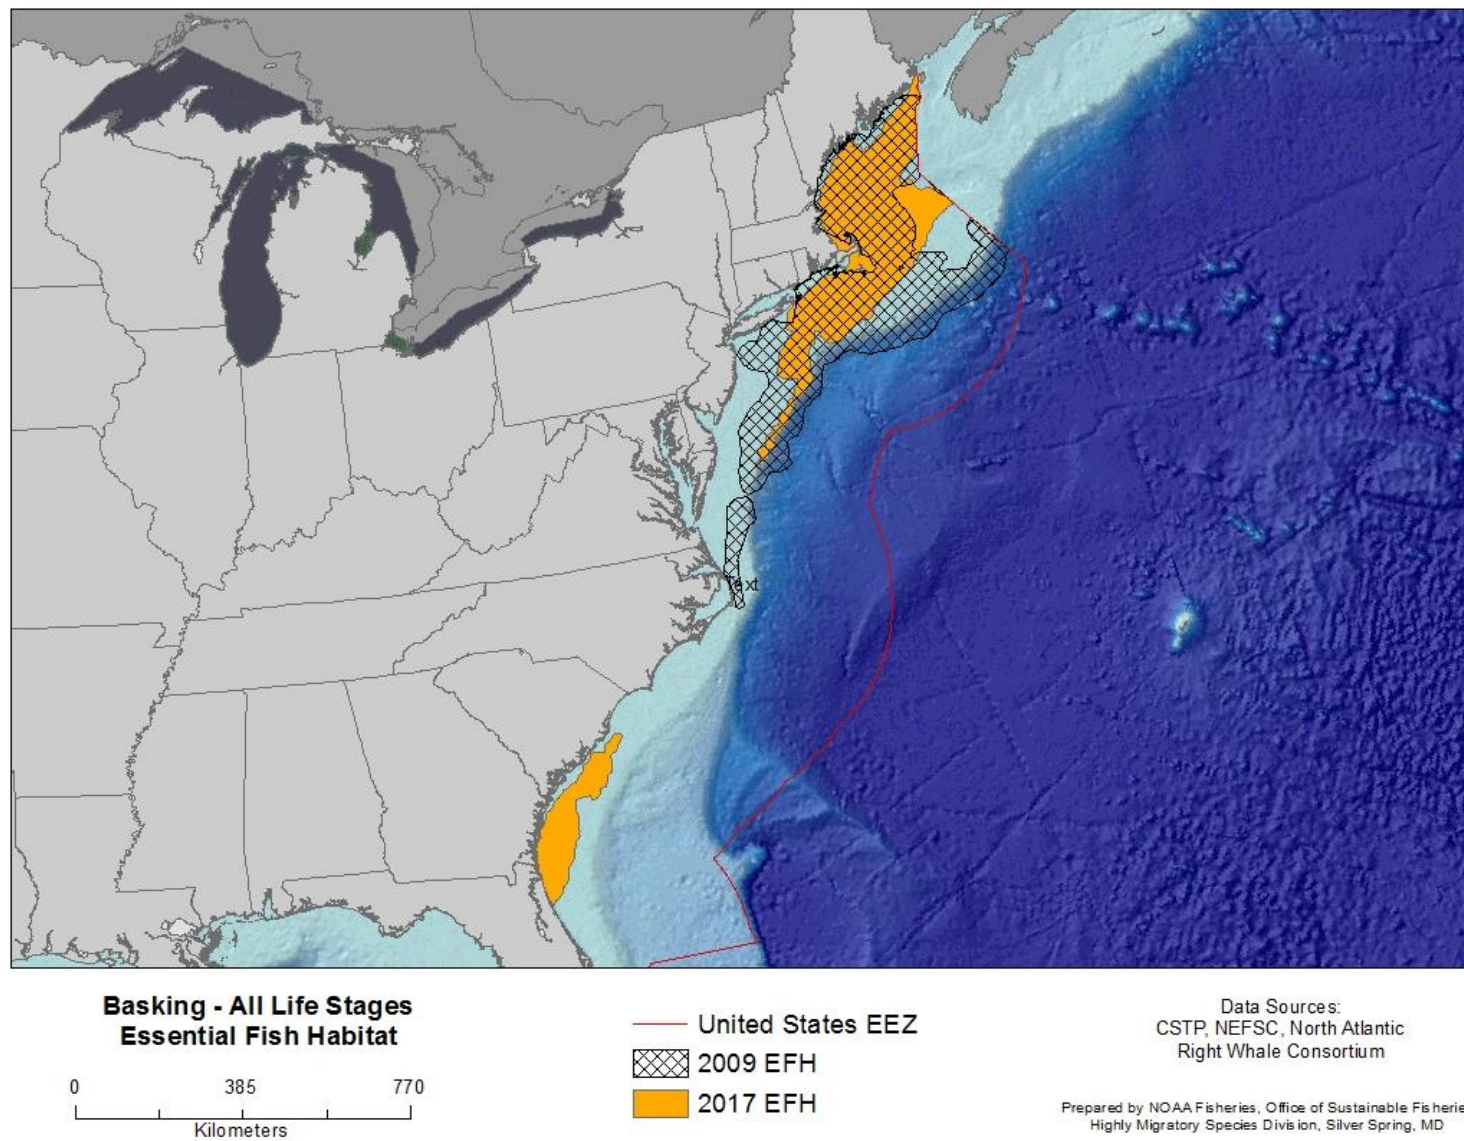 Text
Basking - All Life Stages
Essential Fish Habitat
0 385 770
Kilometers
United States EEZ
2009 EFH
2017 EFH
Data Sources:
CSTP, NEFSC, North Atlantic
Right Whale Consortium
Prepared by NOAA Fisheries, Office of Sustainable Fisherie
Highly Migratory Species Division, Silver Spring, MD